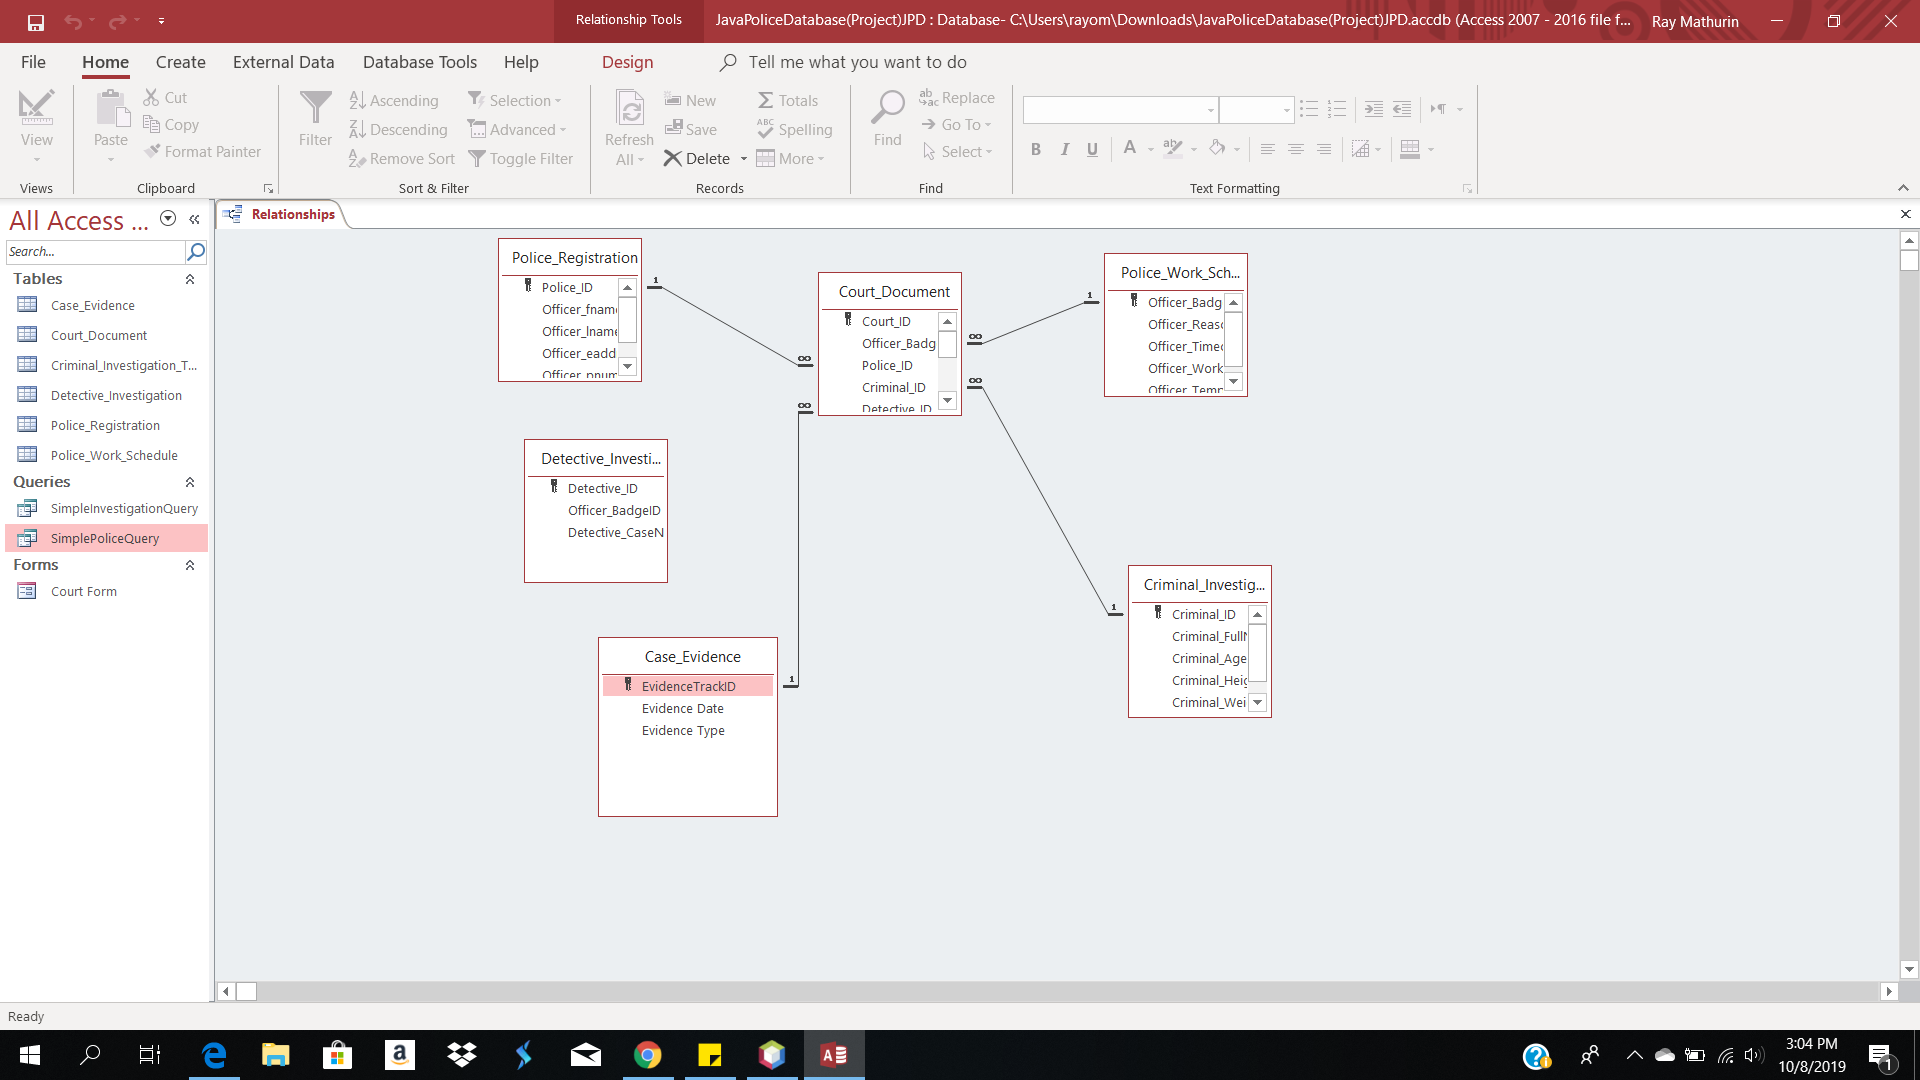 Relationship Tools
JavaPoliceDatabase(Project)JPD : Database- C:\Users\rayom\Downloads\JavaPoliceDatabase(Project)JPD.accdb (Access 2007 - 2016 file f...
Ray Mathurin
File
Home
Create
External Data
Database Tools
Help
Design
Tell me what you want to do
View
Views
Paste
Cut
Copy
Format Painter
Clipboard
Filter
Ascending
Descending
Remove Sort
Selection
Advanced
Toggle Filter
Sort & Filter
Refresh
All
New
Save
Delete
Totals
Spelling
More
Records
Find
Replace
Go To
Select
Find
B I U A
Text Formatting
All Access ...
Search...
Tables
Case_Evidence
Court_Document
Criminal_Investigation_T...
Detective_Investigation
Police_Registration
Police_Work_Schedule
Queries
SimpleInvestigationQuery
SimplePoliceQuery
Forms
Court Form
Relationships
Police_Registration
Police_ID
Officer_fnam
Officer_lname
Officer_eadd
Officer_pnum
1
∞
Court_Document
Court_ID
Officer_Badg
Police_ID
Criminal_ID
Detective_ID
∞
1
∞
∞
Police_Work_Sch...
Officer_Badg
Officer_Reaso
Officer_Timeo
Officer_Work
Officer_Temp
Detective_Investi...
Detective_ID
Officer_BadgeID
Detective_CaseN
Case_Evidence
EvidenceTrackID
Evidence Date
Evidence Type
1
1
Criminal_Investig...
Criminal_ID
Criminal_FullN
Criminal_Age
Criminal_Heig
Criminal_Wei
Ready
3:04 PM
10/8/2019
1